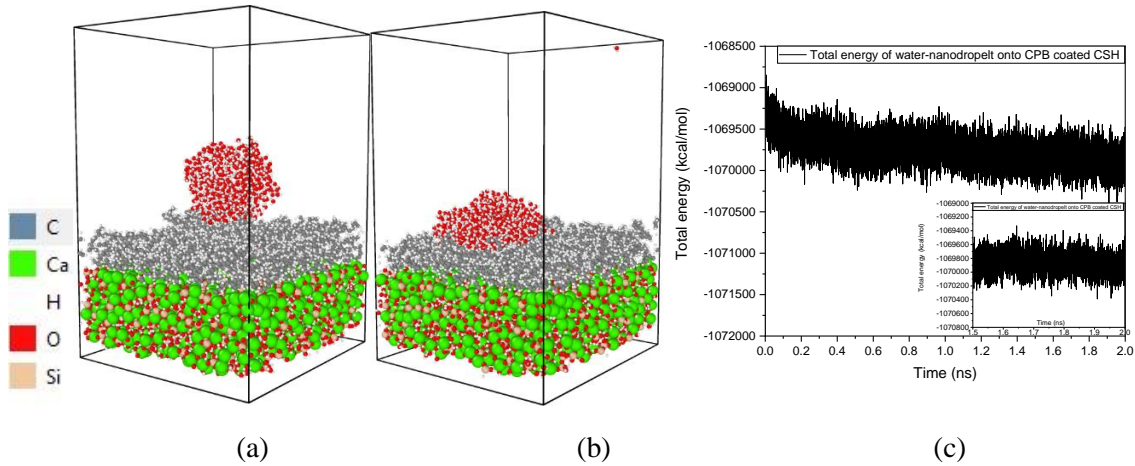 C
Ca
H
O
Si
(a)
(b)
-1068500
-1069000
-1069500
-1070000
-1070500
-1071000
-1071500
-1072000
Total energy (kcal/mol)
Total energy of water-nanodropelt onto CPB coated CSH
0.0 0.2 0.4 0.6 0.8 1.0 1.2 1.4 1.6 1.8 2.0
Time (ns)
-1069000
-1069200
-1069400
-1069600
-1069800
-1070000
-1070200
-1070400
-1070600
-1070800
Total energy (kcal/mol)
Total energy of water-nanodropelt onto CPB coated CSH
Time (ns)
1.5 1.6 1.7 1.8 1.9 2.0
(c)